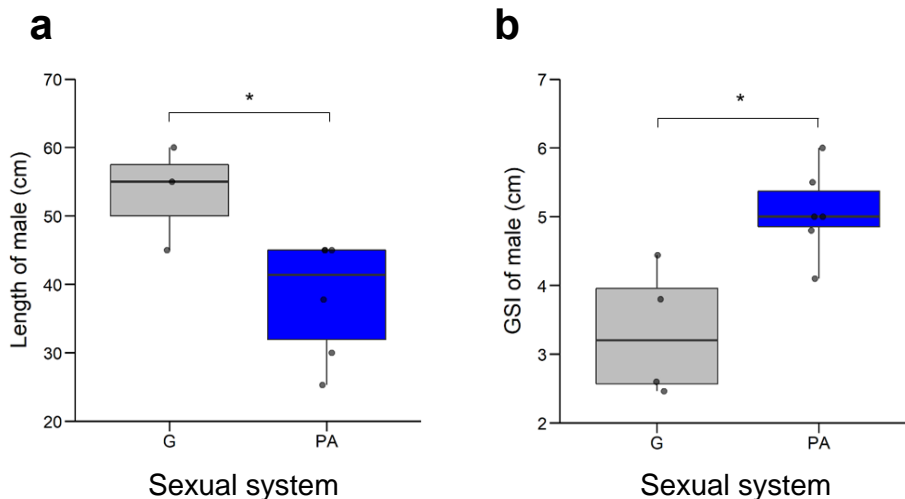 a
70
60
50
40
30
20
Length of male (cm)
*
G
PA
Sexual system
b
7
6
5
4
3
2
GSI of male (cm)
*
G
PA
Sexual system